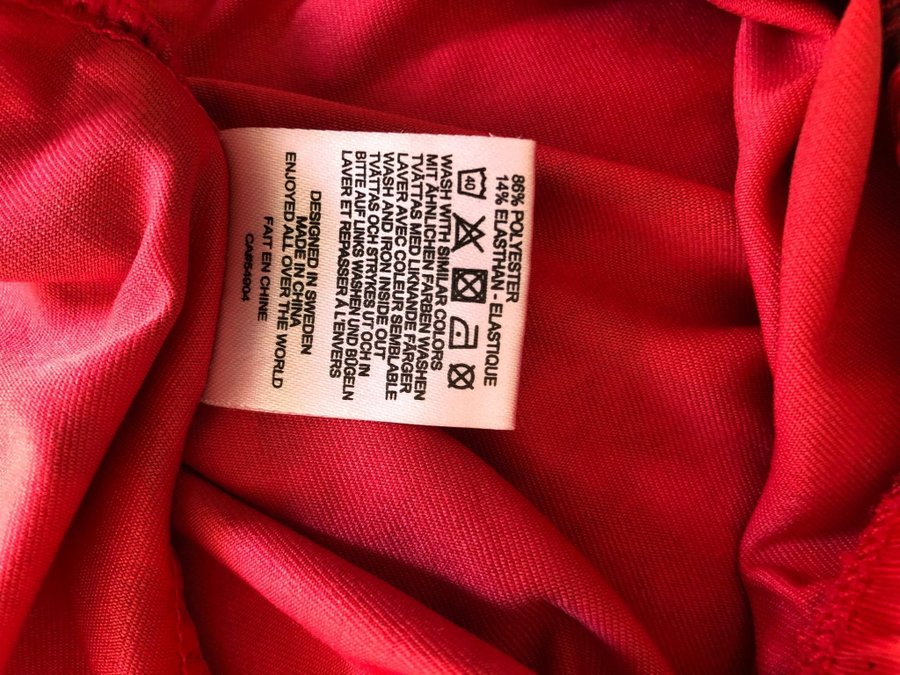 86% POLYESTER
14% ELASTHAN - ELASTIQUE
40
WASH WITH SIMILAR COLORS
MIT ÄHNLICHEN FARBEN WASHEN
TVÄTTAS MED LIKNANDE FÄRGER
LAVER AVEC COLEUR SEMBLABLE
WASH AND IRON INSIDE OUT
TVÄTTAS OCH STRYKES UT OCH IN
BITTE AUF LINKS WASHEN UND BÜGELN
LAVER ET REPASSER À L'ENVERS
DESIGNED IN SWEDEN
MADE IN CHINA
ENJOYED ALL OVER THE WORLD
FAIT EN CHINE